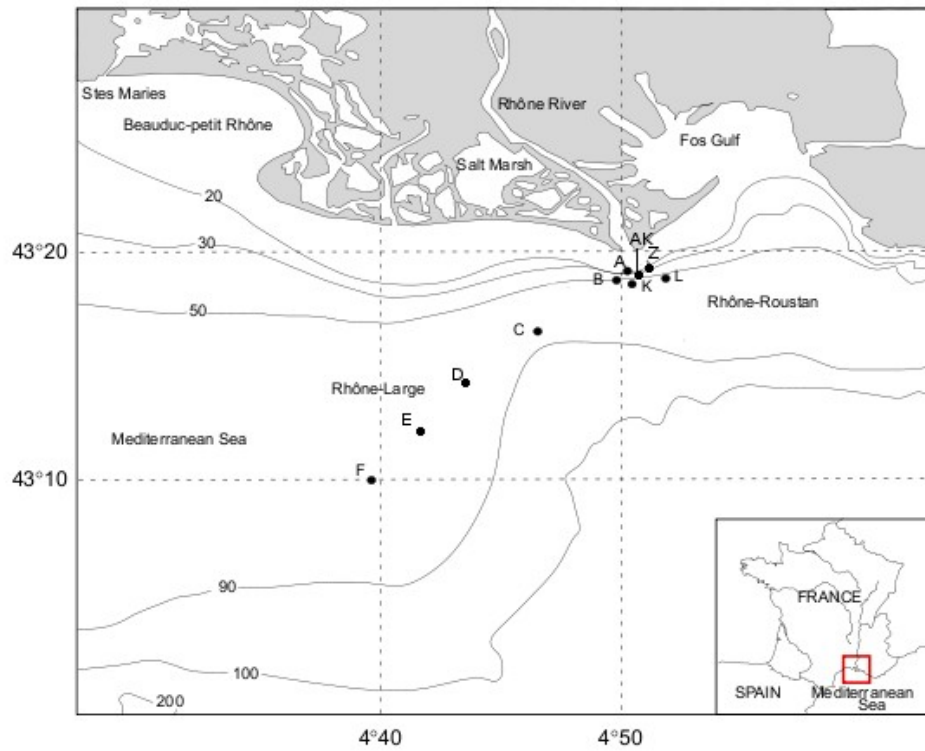 Stes Maries
Beauduc-petit Rhône
Rhône River
Fos Gulf
Salt Marsh
20
30
50
43°20
AK
A
Z
B
K
L
Rhône-Roustan
C
D
Rhône-Large
E
Mediterranean Sea
F
43°10
90
100
200
FRANCE
SPAIN
Mediterranean
Sea
4°40
4°50